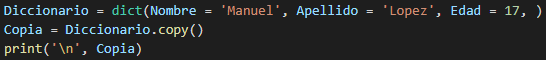 Diccionario = dict(Nombre = 'Manuel', Apellido = 'Lopez', Edad = 17, )
Copia = Diccionario.copy()
print('\n', Copia)